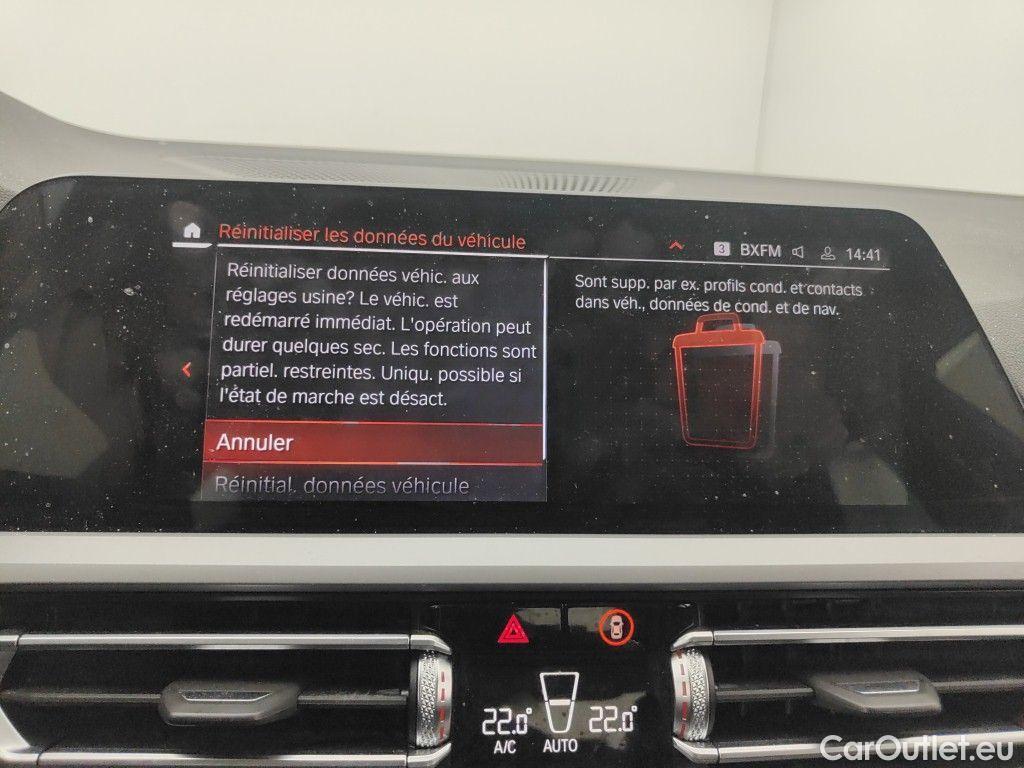 Réinitialiser les données du véhicule
3 BXFM 14:41
Réinitialiser données véhic. aux
réglages usine? Le véhic. est
redémarré immédiat. L'opération peut
durer quelques sec. Les fonctions sont
partiel. restreintes. Uniqu. possible si
l'état de marche est désact.
Annuler
Réinitial. données véhicule
Sont supp. par ex. profils cond. et contacts
dans véh., données de cond. et de nav.
22.0° 22.0°
A/C AUTO
CarOutlet.eu